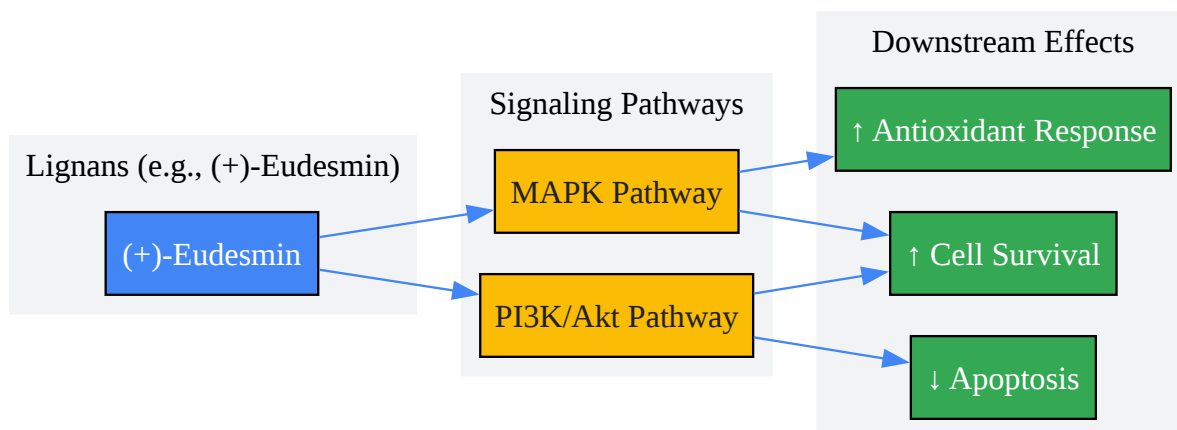 Lignans (e.g., (+)-Eudesmin)
(+)-Eudesmin
Signaling Pathways
MAPK Pathway
PI3K/Akt Pathway
Downstream Effects
↑ Antioxidant Response
↑ Cell Survival
↓ Apoptosis